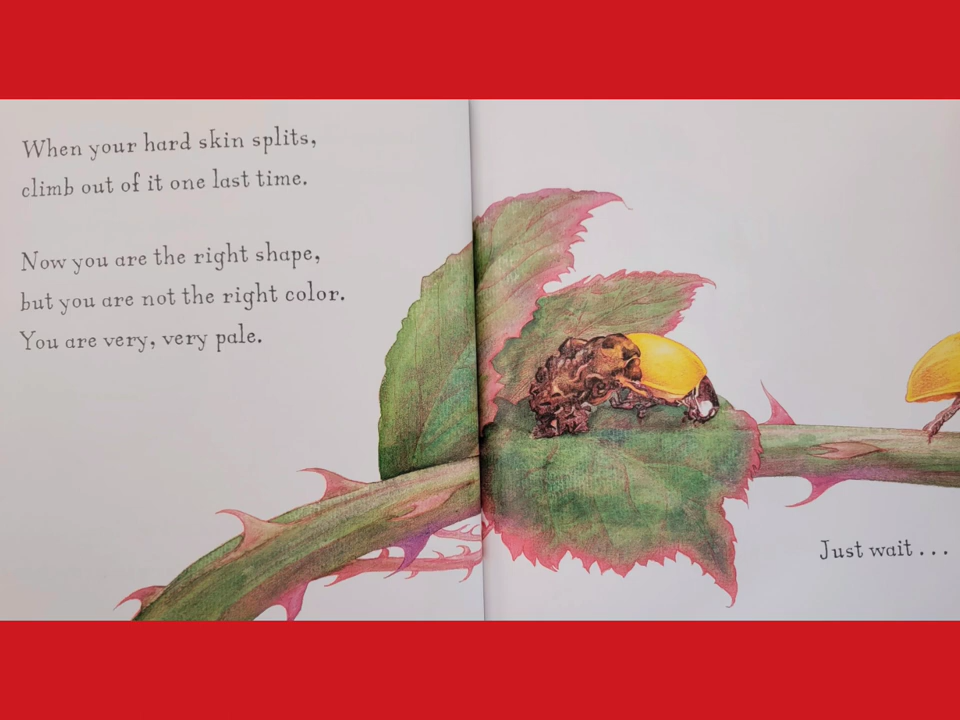 When your hard skin splits,
climb out of it one last time.
Now you are the right shape,
but you are not the right color.
You are very, very pale.
Just wait . . .